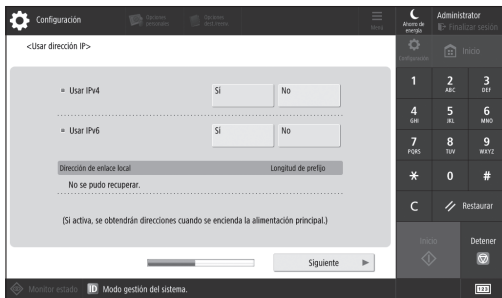 Configuración
Opciones personales
Opciones dest./reenv.
Menú
Ahorro de energía
Administrator
Finalizar sesión
<Usar dirección IP>
Configuración
Inicio
Usar IPv4
Sí
No
Usar IPv6
Sí
No
Dirección de enlace local
Longitud de prefijo
No se pudo recuperar.
(Si activa, se obtendrán direcciones cuando se encienda la alimentación principal.)
Siguiente
1
2 ABC
3 DEF
4 GHI
5 JKL
6 MNO
7 PQRS
8 TUV
9 WXYZ
* 0 #
C
Restaurar
Inicio
Detener
Monitor estado
ID Modo gestión del sistema.
123